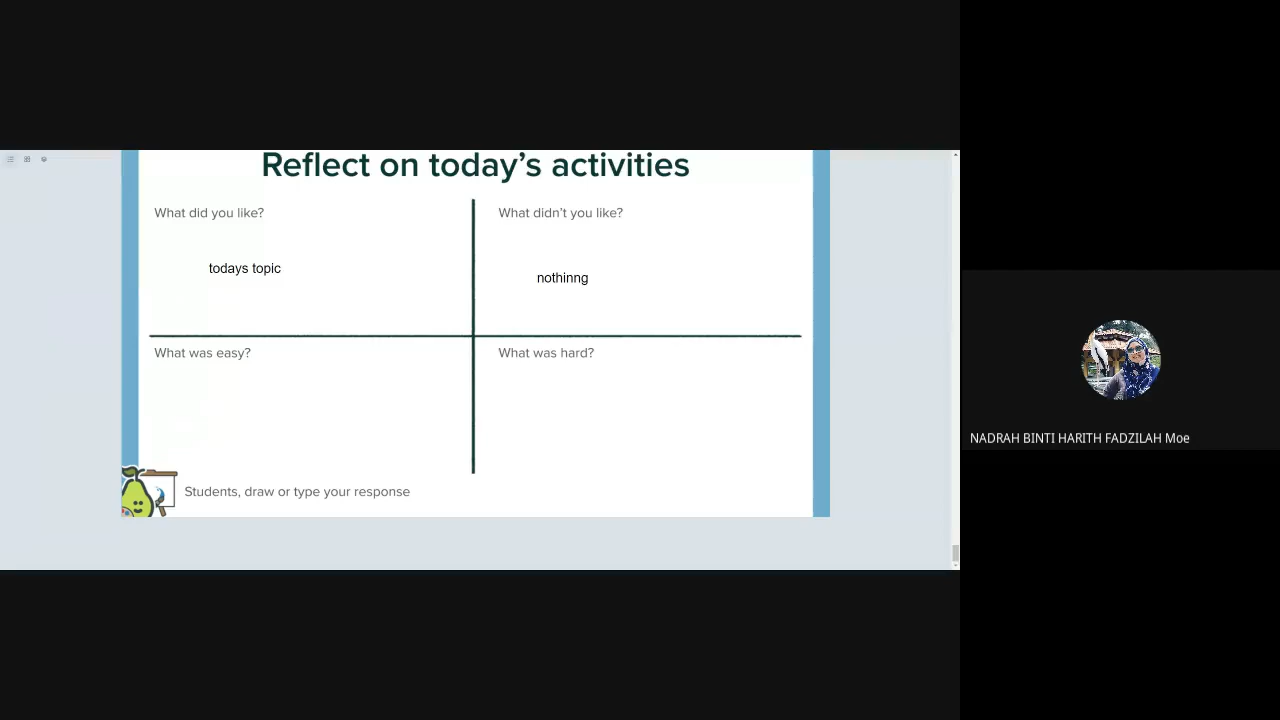 Reflect on today's activities
What did you like?
What didn't you like?
todays topic
nothinng
What was easy?
What was hard?
Students, draw or type your response
NADRAH BINTI HARITH FADZILAH Moe